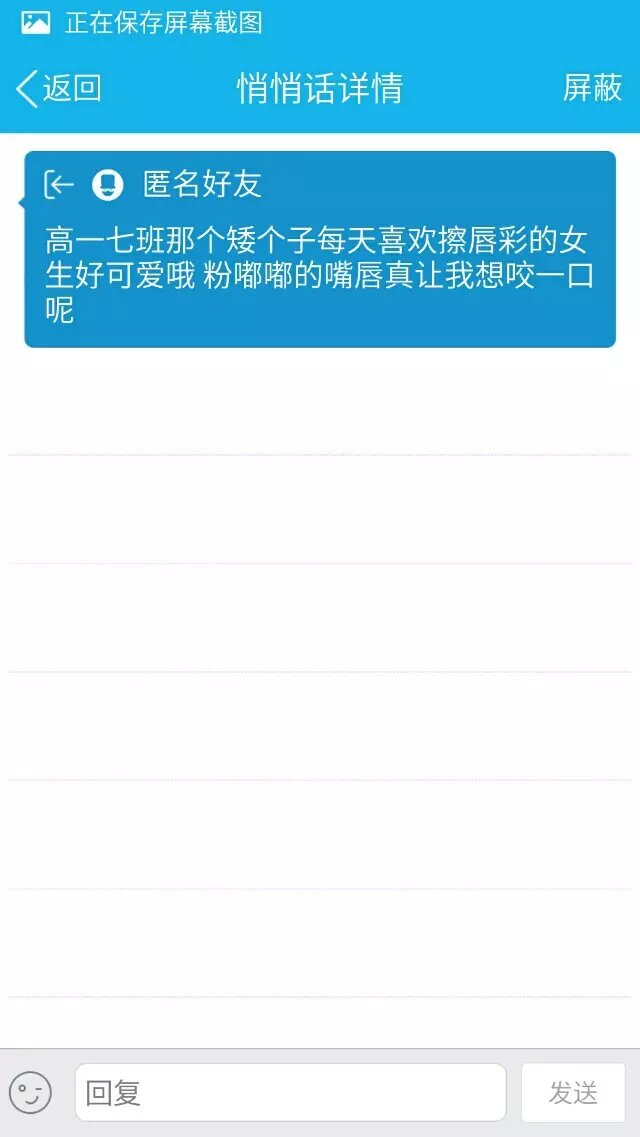 正在保存屏幕截图
返回
悄悄话详情
屏蔽
匿名好友
高一七班那个矮个子每天喜欢擦唇彩的女
生好可爱哦 粉嘟嘟的嘴唇真让我想咬一口
呢
回复
发送